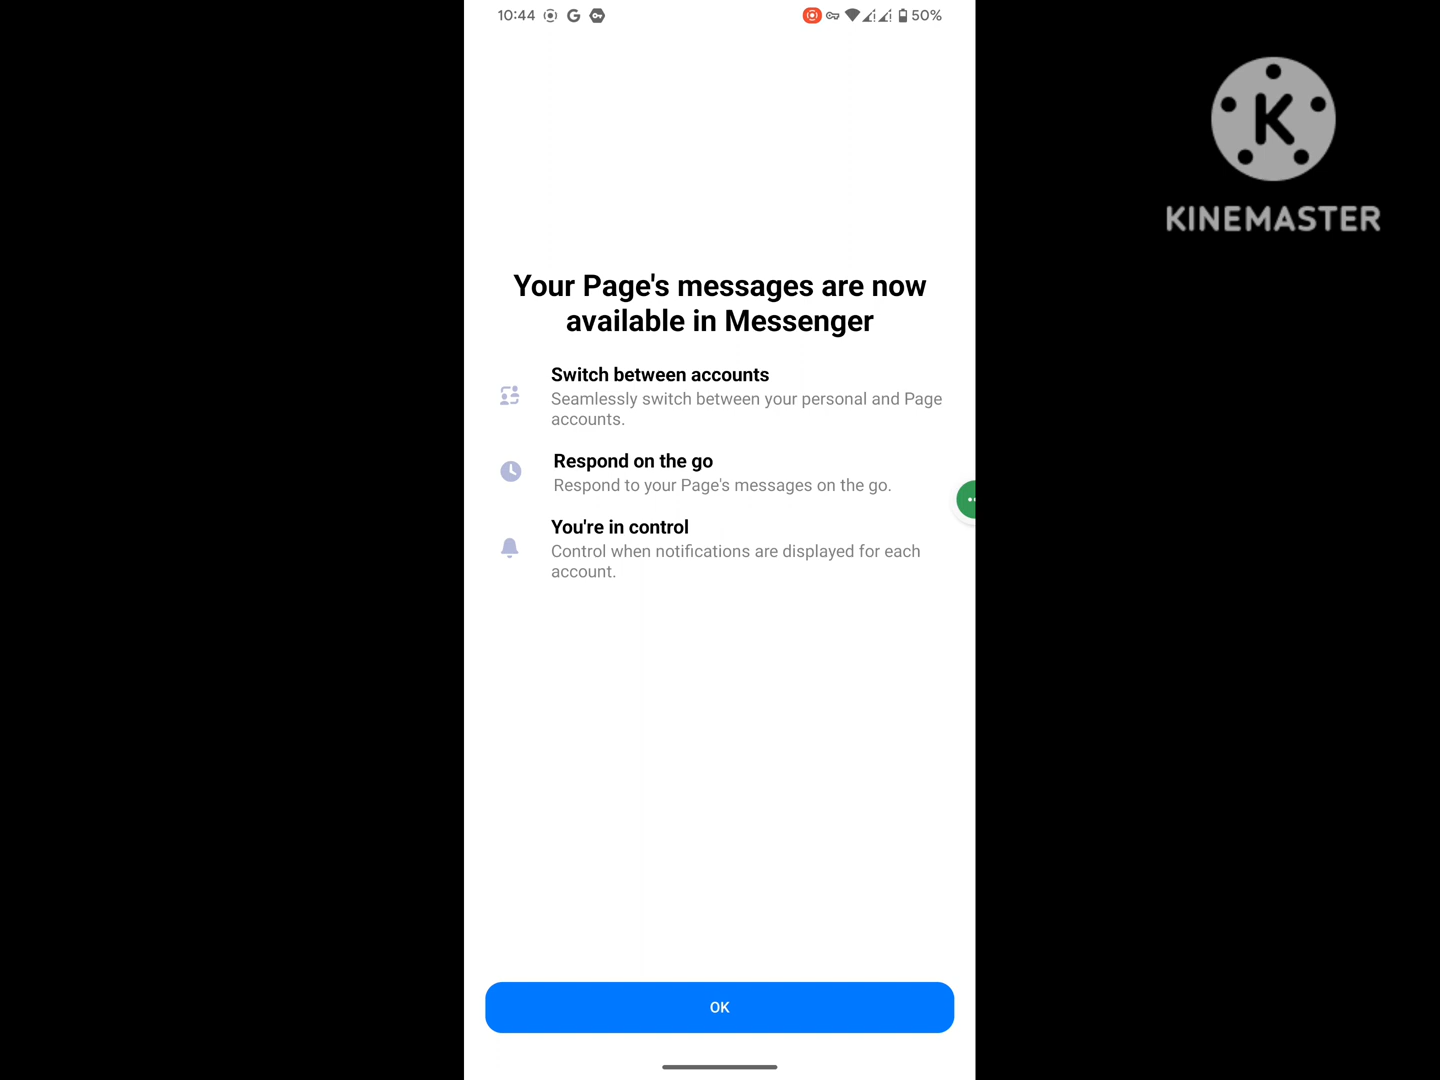 10:44
50%
KINEMASTER
Your Page's messages are now
available in Messenger
Switch between accounts
Seamlessly switch between your personal and Page
accounts.
Respond on the go
Respond to your Page's messages on the go.
You're in control
Control when notifications are displayed for each
account.
OK